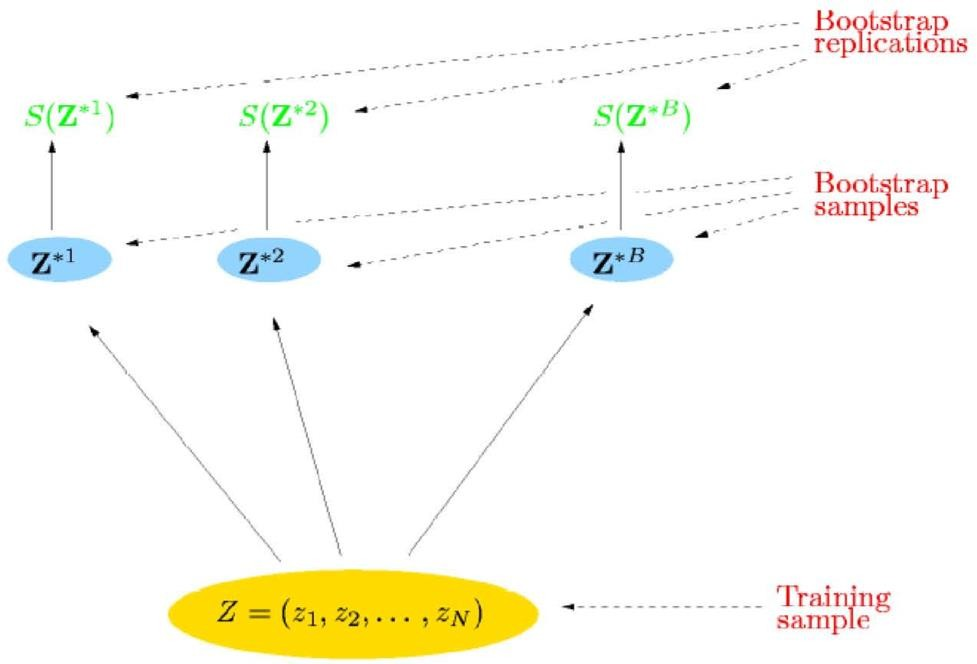 Bootstrap
replications
S(Z*1) S(Z*2) S(Z*B)
Bootstrap
samples
Z*1 Z*2 Z*B
Training
sample
Z = (z1, z2, . . . , zN)